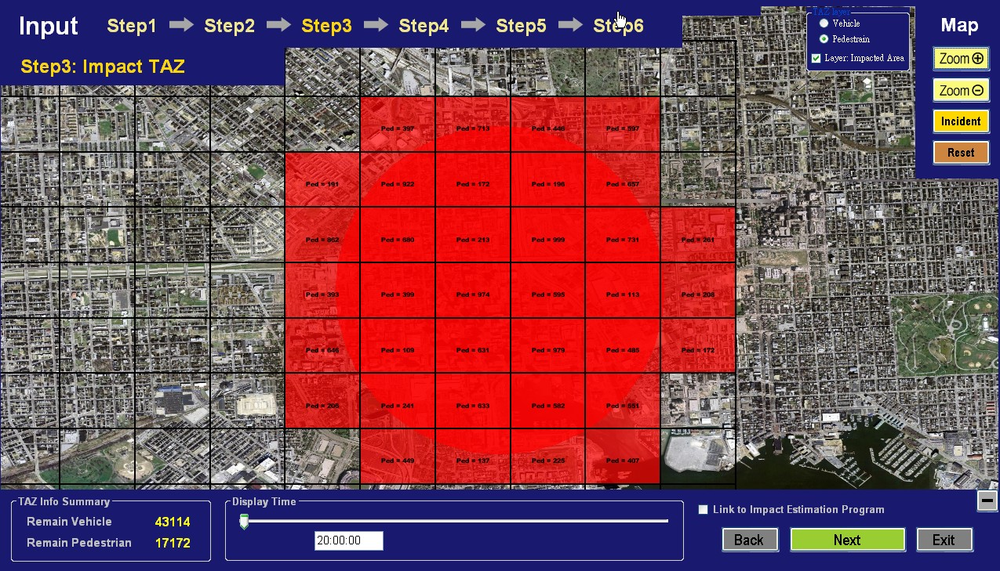 Input Step1 Step2 Step3 Step4 Step5 Step6
Step3: Impact TAZ
TAZ layer
Vehicle
Pedestrain
Layer: Impacted Area
Map
Zoom
Zoom
Incident
Reset
Ped = 397 Ped = 713 Ped = 446 Ped = 597
Ped = 191 Ped = 922 Ped = 172 Ped = 196 Ped = 657
Ped = 862 Ped = 680 Ped = 213 Ped = 999 Ped = 731 Ped = 261
Ped = 393 Ped = 399 Ped = 974 Ped = 595 Ped = 113 Ped = 208
Ped = 646 Ped = 109 Ped = 631 Ped = 979 Ped = 485 Ped = 172
Ped = 206 Ped = 241 Ped = 633 Ped = 582 Ped = 551
Ped = 449 Ped = 137 Ped = 225 Ped = 407
TAZ Info Summary
Remain Vehicle 43114
Remain Pedestrian 17172
Display Time
20:00:00
Link to Impact Estimation Program
Back Next Exit